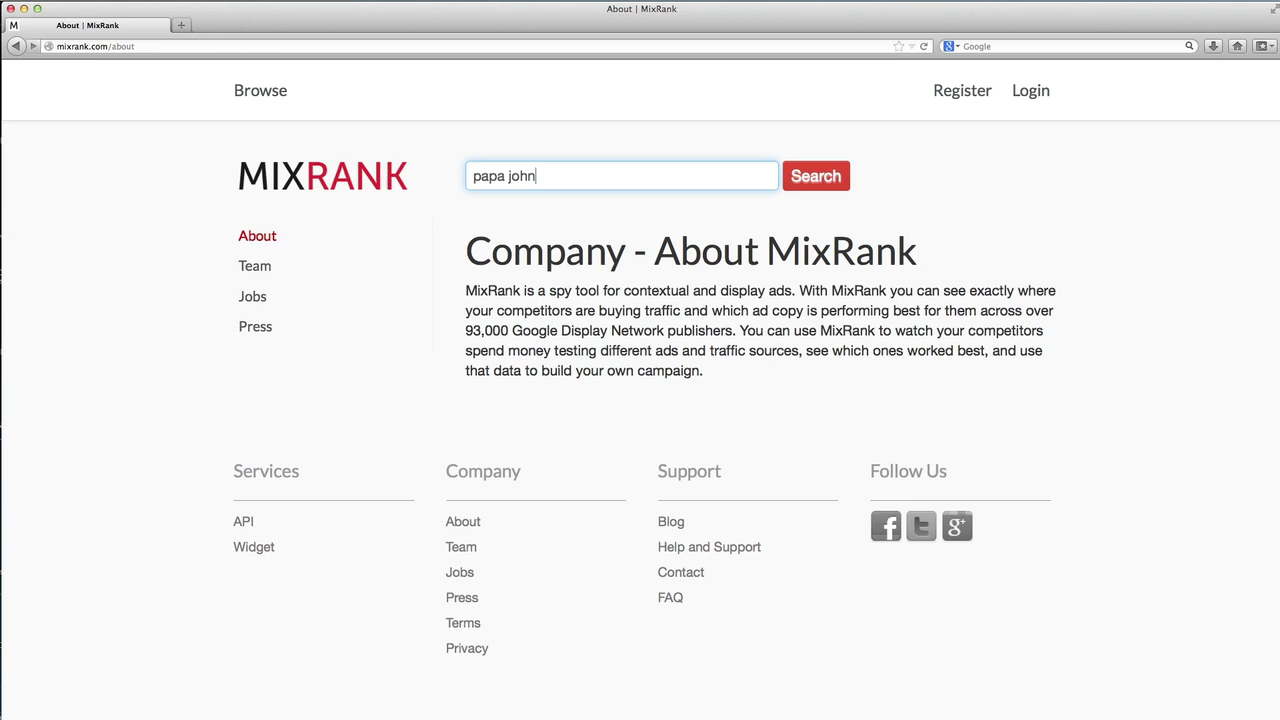 About | MixRank
M About | MixRank +
mixrank.com/about
Google
Browse
Register Login
MIXRANK
papa john
Search
About
Team
Jobs
Press
Company - About MixRank
MixRank is a spy tool for contextual and display ads. With MixRank you can see exactly where
your competitors are buying traffic and which ad copy is performing best for them across over
93,000 Google Display Network publishers. You can use MixRank to watch your competitors
spend money testing different ads and traffic sources, see which ones worked best, and use
that data to build your own campaign.
Services
API
Widget
Company
About
Team
Jobs
Press
Terms
Privacy
Support
Blog
Help and Support
Contact
FAQ
Follow Us